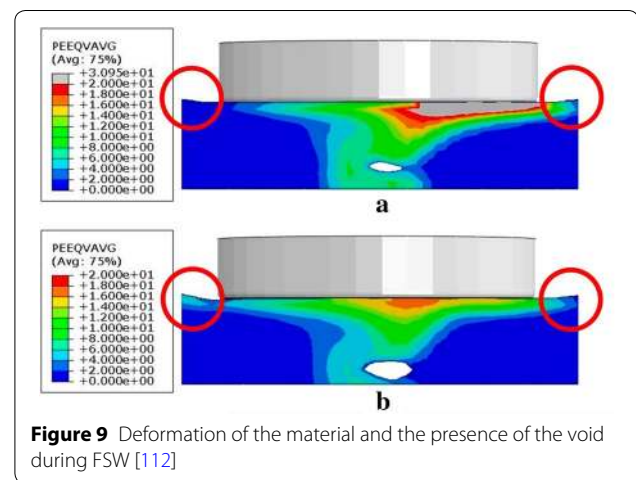 PEEQVAVG
(Avg: 75%)
+3.095e+01
+2.000e+01
+1.800e+01
+1.600e+01
+1.400e+01
+1.200e+01
+1.000e+01
+8.000e+00
+6.000e+00
+4.000e+00
+2.000e+00
+0.000e+00
a
PEEQVAVG
(Avg: 75%)
+2.000e+01
+1.800e+01
+1.600e+01
+1.400e+01
+1.200e+01
+1.000e+01
+8.000e+00
+6.000e+00
+4.000e+00
+2.000e+00
+0.000e+00
b
Figure 9 Deformation of the material and the presence of the void
during FSW [112]